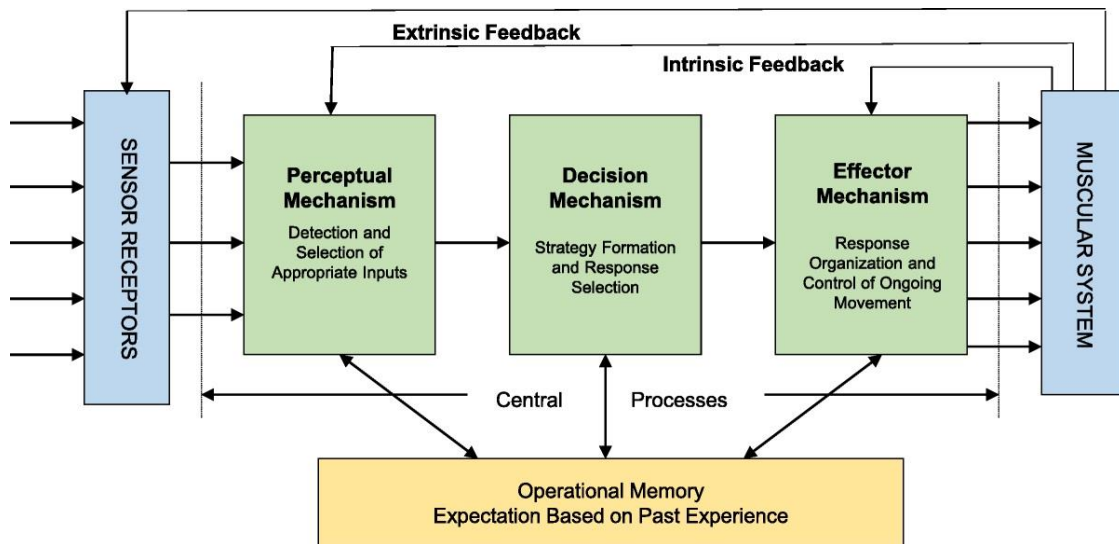 Extrinsic Feedback
Intrinsic Feedback
SENSOR RECEPTORS
Perceptual
Mechanism
Detection and
Selection of
Appropriate Inputs
Decision
Mechanism
Strategy Formation
and Response
Selection
Effector
Mechanism
Response
Organization and
Control of Ongoing
Movement
MUSCULAR SYSTEM
Central Processes
Operational Memory
Expectation Based on Past Experience